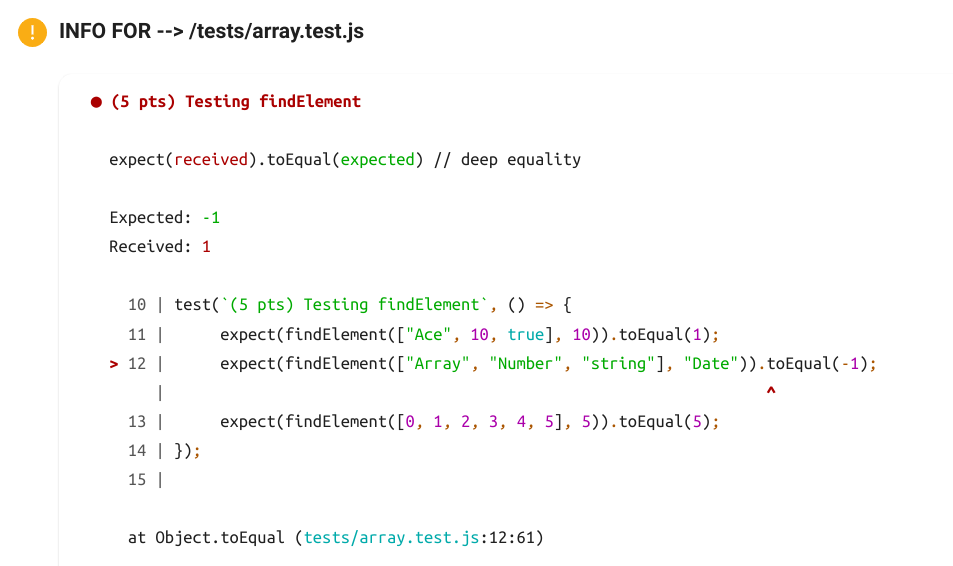 ! INFO FOR --> /tests/array.test.js
● (5 pts) Testing findElement
expect(received).toEqual(expected) // deep equality
Expected: -1
Received: 1
10 | test(`(5 pts) Testing findElement`, () => {
11 |      expect(findElement(["Ace", 10, true], 10)).toEqual(1);
> 12 |      expect(findElement(["Array", "Number", "string"], "Date")).toEqual(-1);
|                                                                 ^
13 |      expect(findElement([0, 1, 2, 3, 4, 5], 5)).toEqual(5);
14 | });
15 |
at Object.toEqual (tests/array.test.js:12:61)